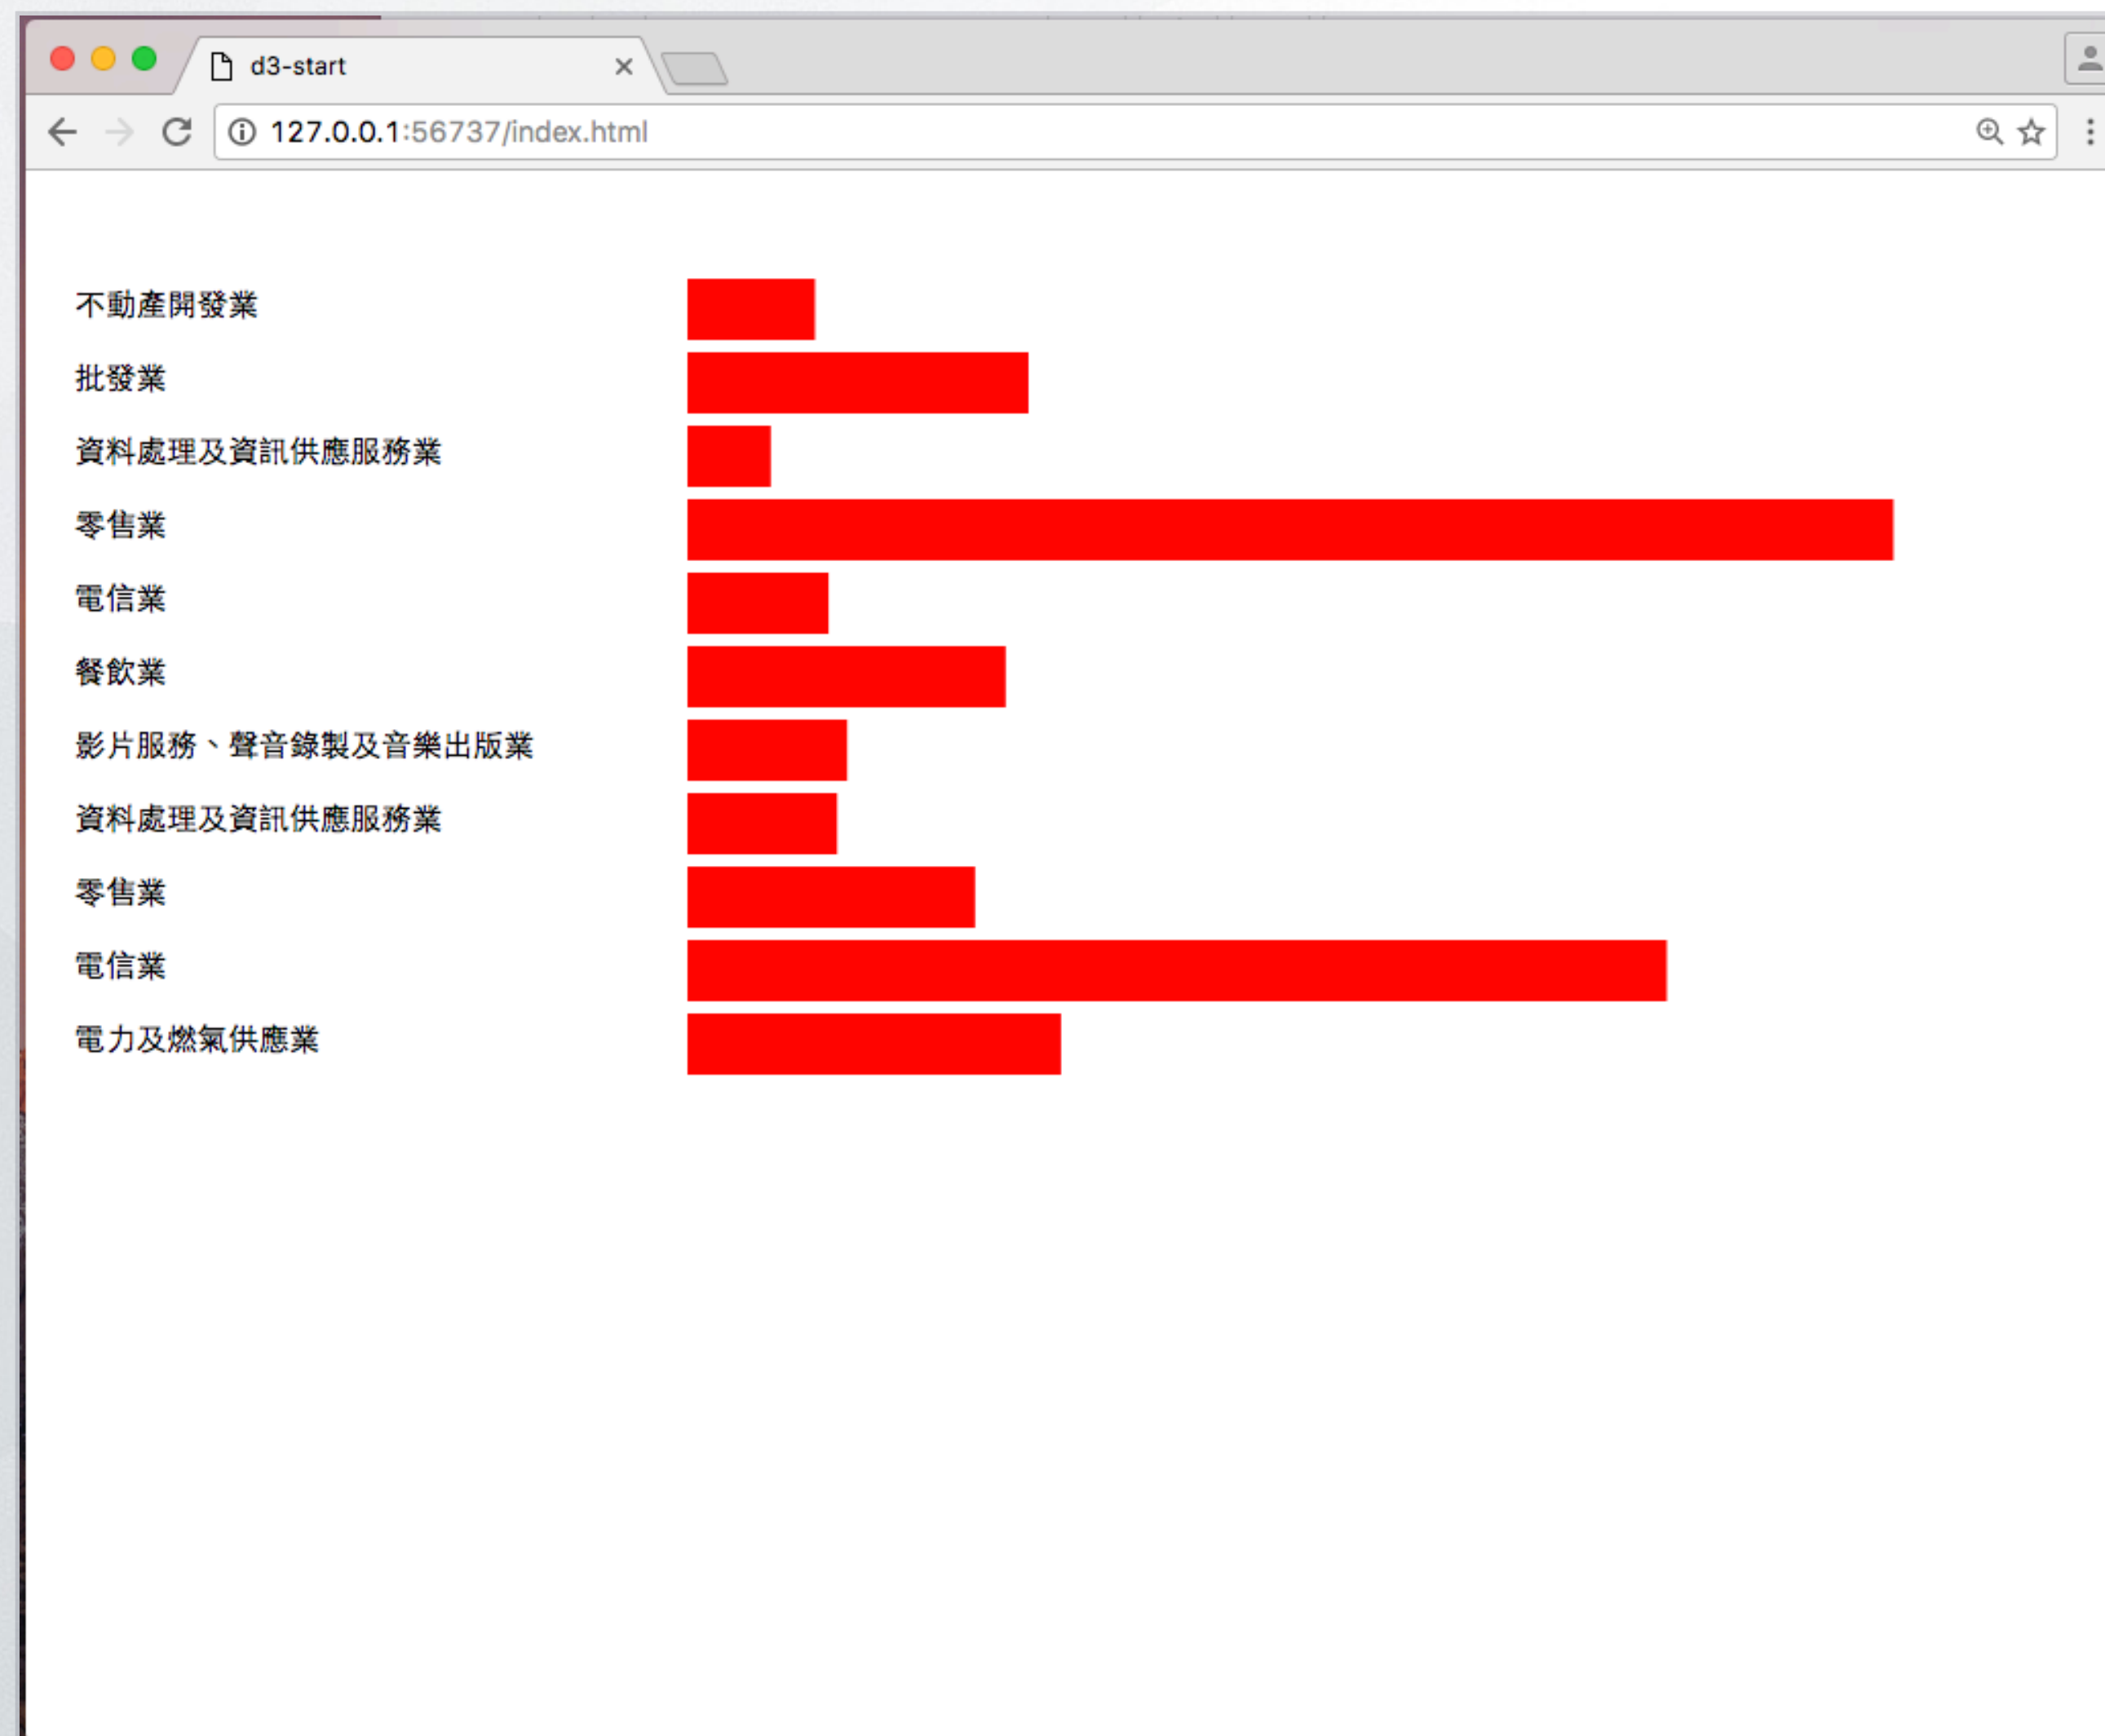 d3-start
127.0.0.1:56737/index.html
不動產開發業
批發業
資料處理及資訊供應服務業
零售業
電信業
餐飲業
影片服務、聲音錄製及音樂出版業
資料處理及資訊供應服務業
零售業
電信業
電力及燃氣供應業